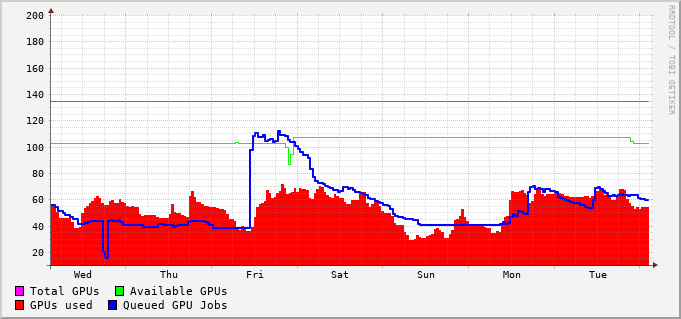 200
180
160
140
120
100
80
60
40
20
Wed Thu Fri Sat Sun Mon Tue
RRDTOOL / TOBI OETIKER
Total GPUs Available GPUs
GPUs used Queued GPU Jobs